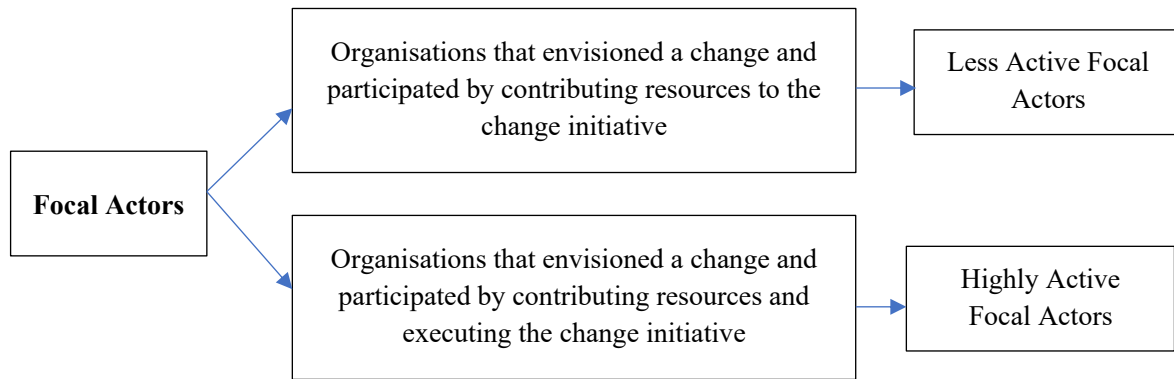 Focal Actors
Organisations that envisioned a change and
participated by contributing resources to the
change initiative
Less Active Focal
Actors
Organisations that envisioned a change and
participated by contributing resources and
executing the change initiative
Highly Active
Focal Actors